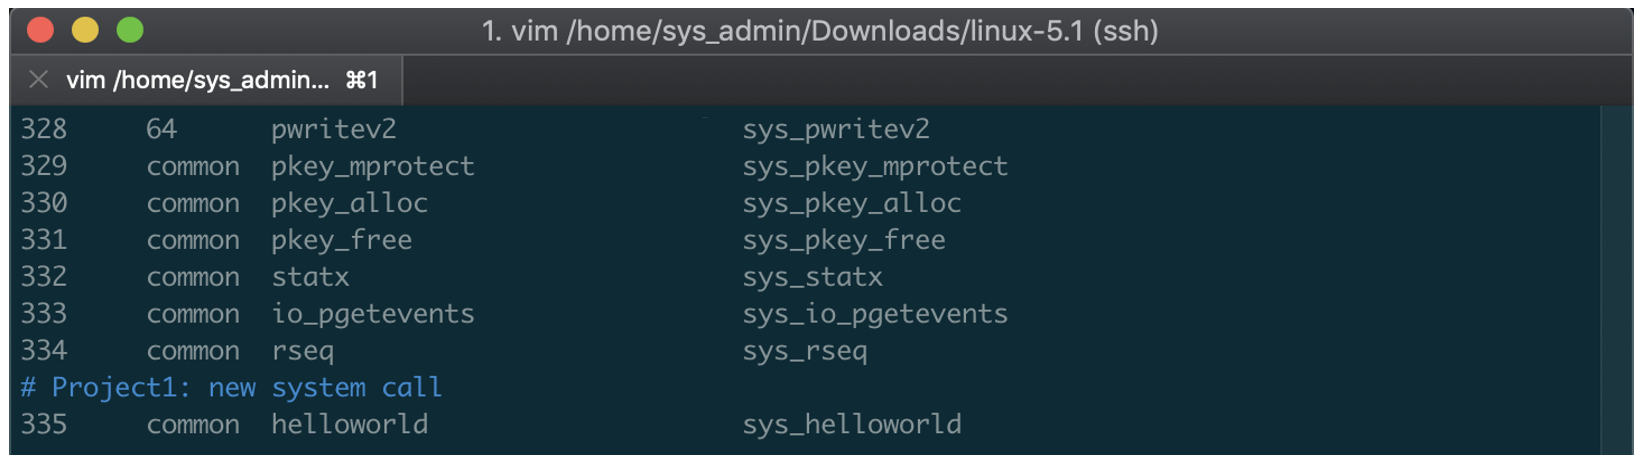 1. vim /home/sys_admin/Downloads/linux-5.1 (ssh)
vim /home/sys_admin... ⌘1
328 64 pwritev2 sys_pwritev2
329 common pkey_mprotect sys_pkey_mprotect
330 common pkey_alloc sys_pkey_alloc
331 common pkey_free sys_pkey_free
332 common statx sys_statx
333 common io_pgetevents sys_io_pgetevents
334 common rseq sys_rseq
# Project1: new system call
335 common helloworld sys_helloworld